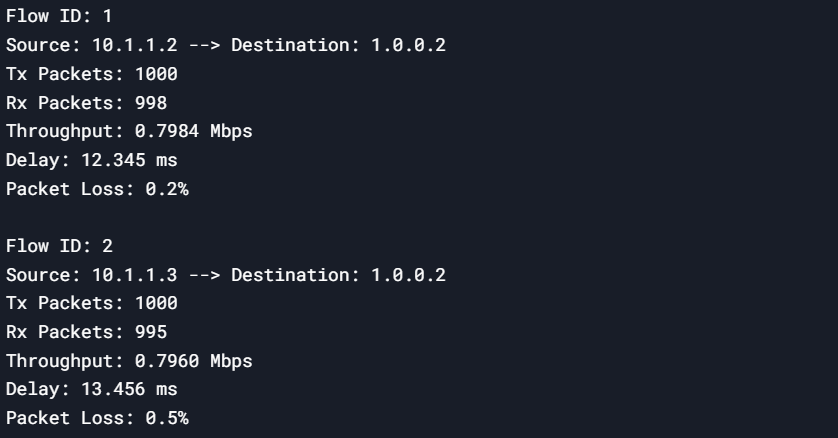 Flow ID: 1
Source: 10.1.1.2 --> Destination: 1.0.0.2
Tx Packets: 1000
Rx Packets: 998
Throughput: 0.7984 Mbps
Delay: 12.345 ms
Packet Loss: 0.2%
Flow ID: 2
Source: 10.1.1.3 --> Destination: 1.0.0.2
Tx Packets: 1000
Rx Packets: 995
Throughput: 0.7960 Mbps
Delay: 13.456 ms
Packet Loss: 0.5%